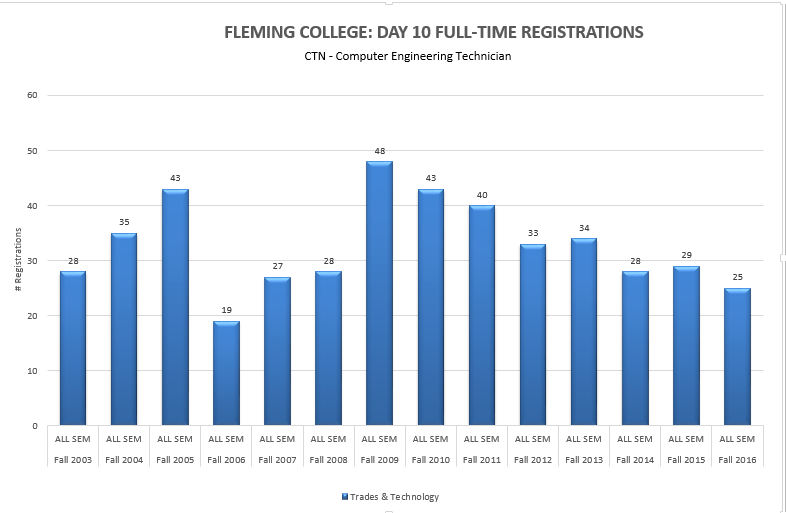 FLEMING COLLEGE: DAY 10 FULL-TIME REGISTRATIONS
CTN - Computer Engineering Technician
# Registrations
60
50
40
30
20
10
0
28 35 43 19 27 28 48 43 40 33 34 28 29 25
ALL SEM ALL SEM ALL SEM ALL SEM ALL SEM ALL SEM ALL SEM ALL SEM ALL SEM ALL SEM ALL SEM ALL SEM ALL SEM ALL SEM
Fall 2003 Fall 2004 Fall 2005 Fall 2006 Fall 2007 Fall 2008 Fall 2009 Fall 2010 Fall 2011 Fall 2012 Fall 2013 Fall 2014 Fall 2015 Fall 2016
Trades & Technology